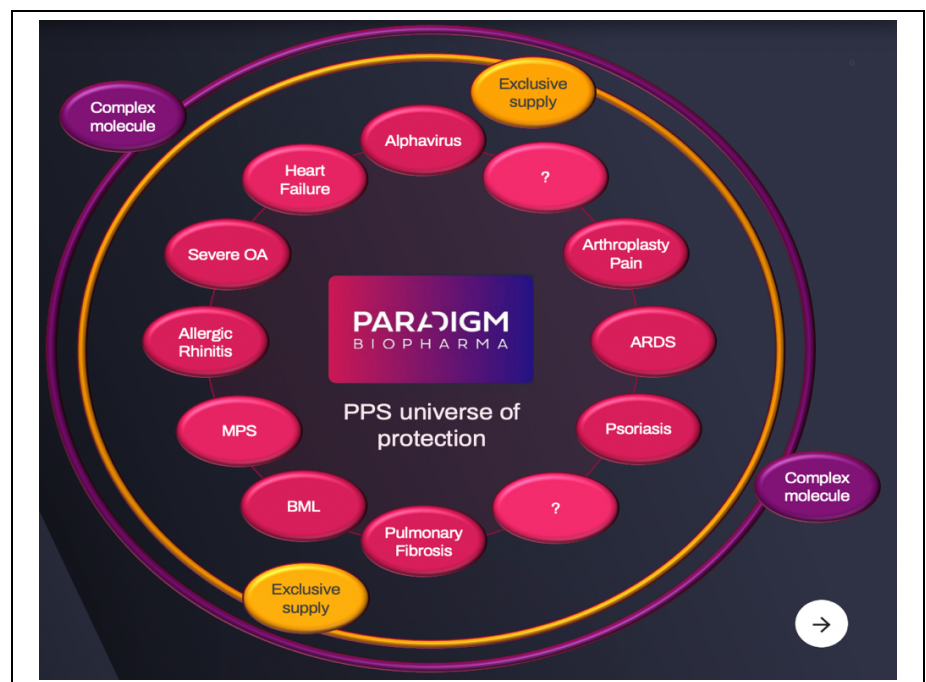 Exclusive
supply
Complex
molecule
Alphavirus
Heart
Failure
?
Severe OA
Arthroplasty
Pain
PARADIGM
BIOPHARMA
Allergic
Rhinitis
ARDS
PPS universe of
protection
MPS
Psoriasis
Complex
molecule
BML
?
Pulmonary
Fibrosis
Exclusive
supply